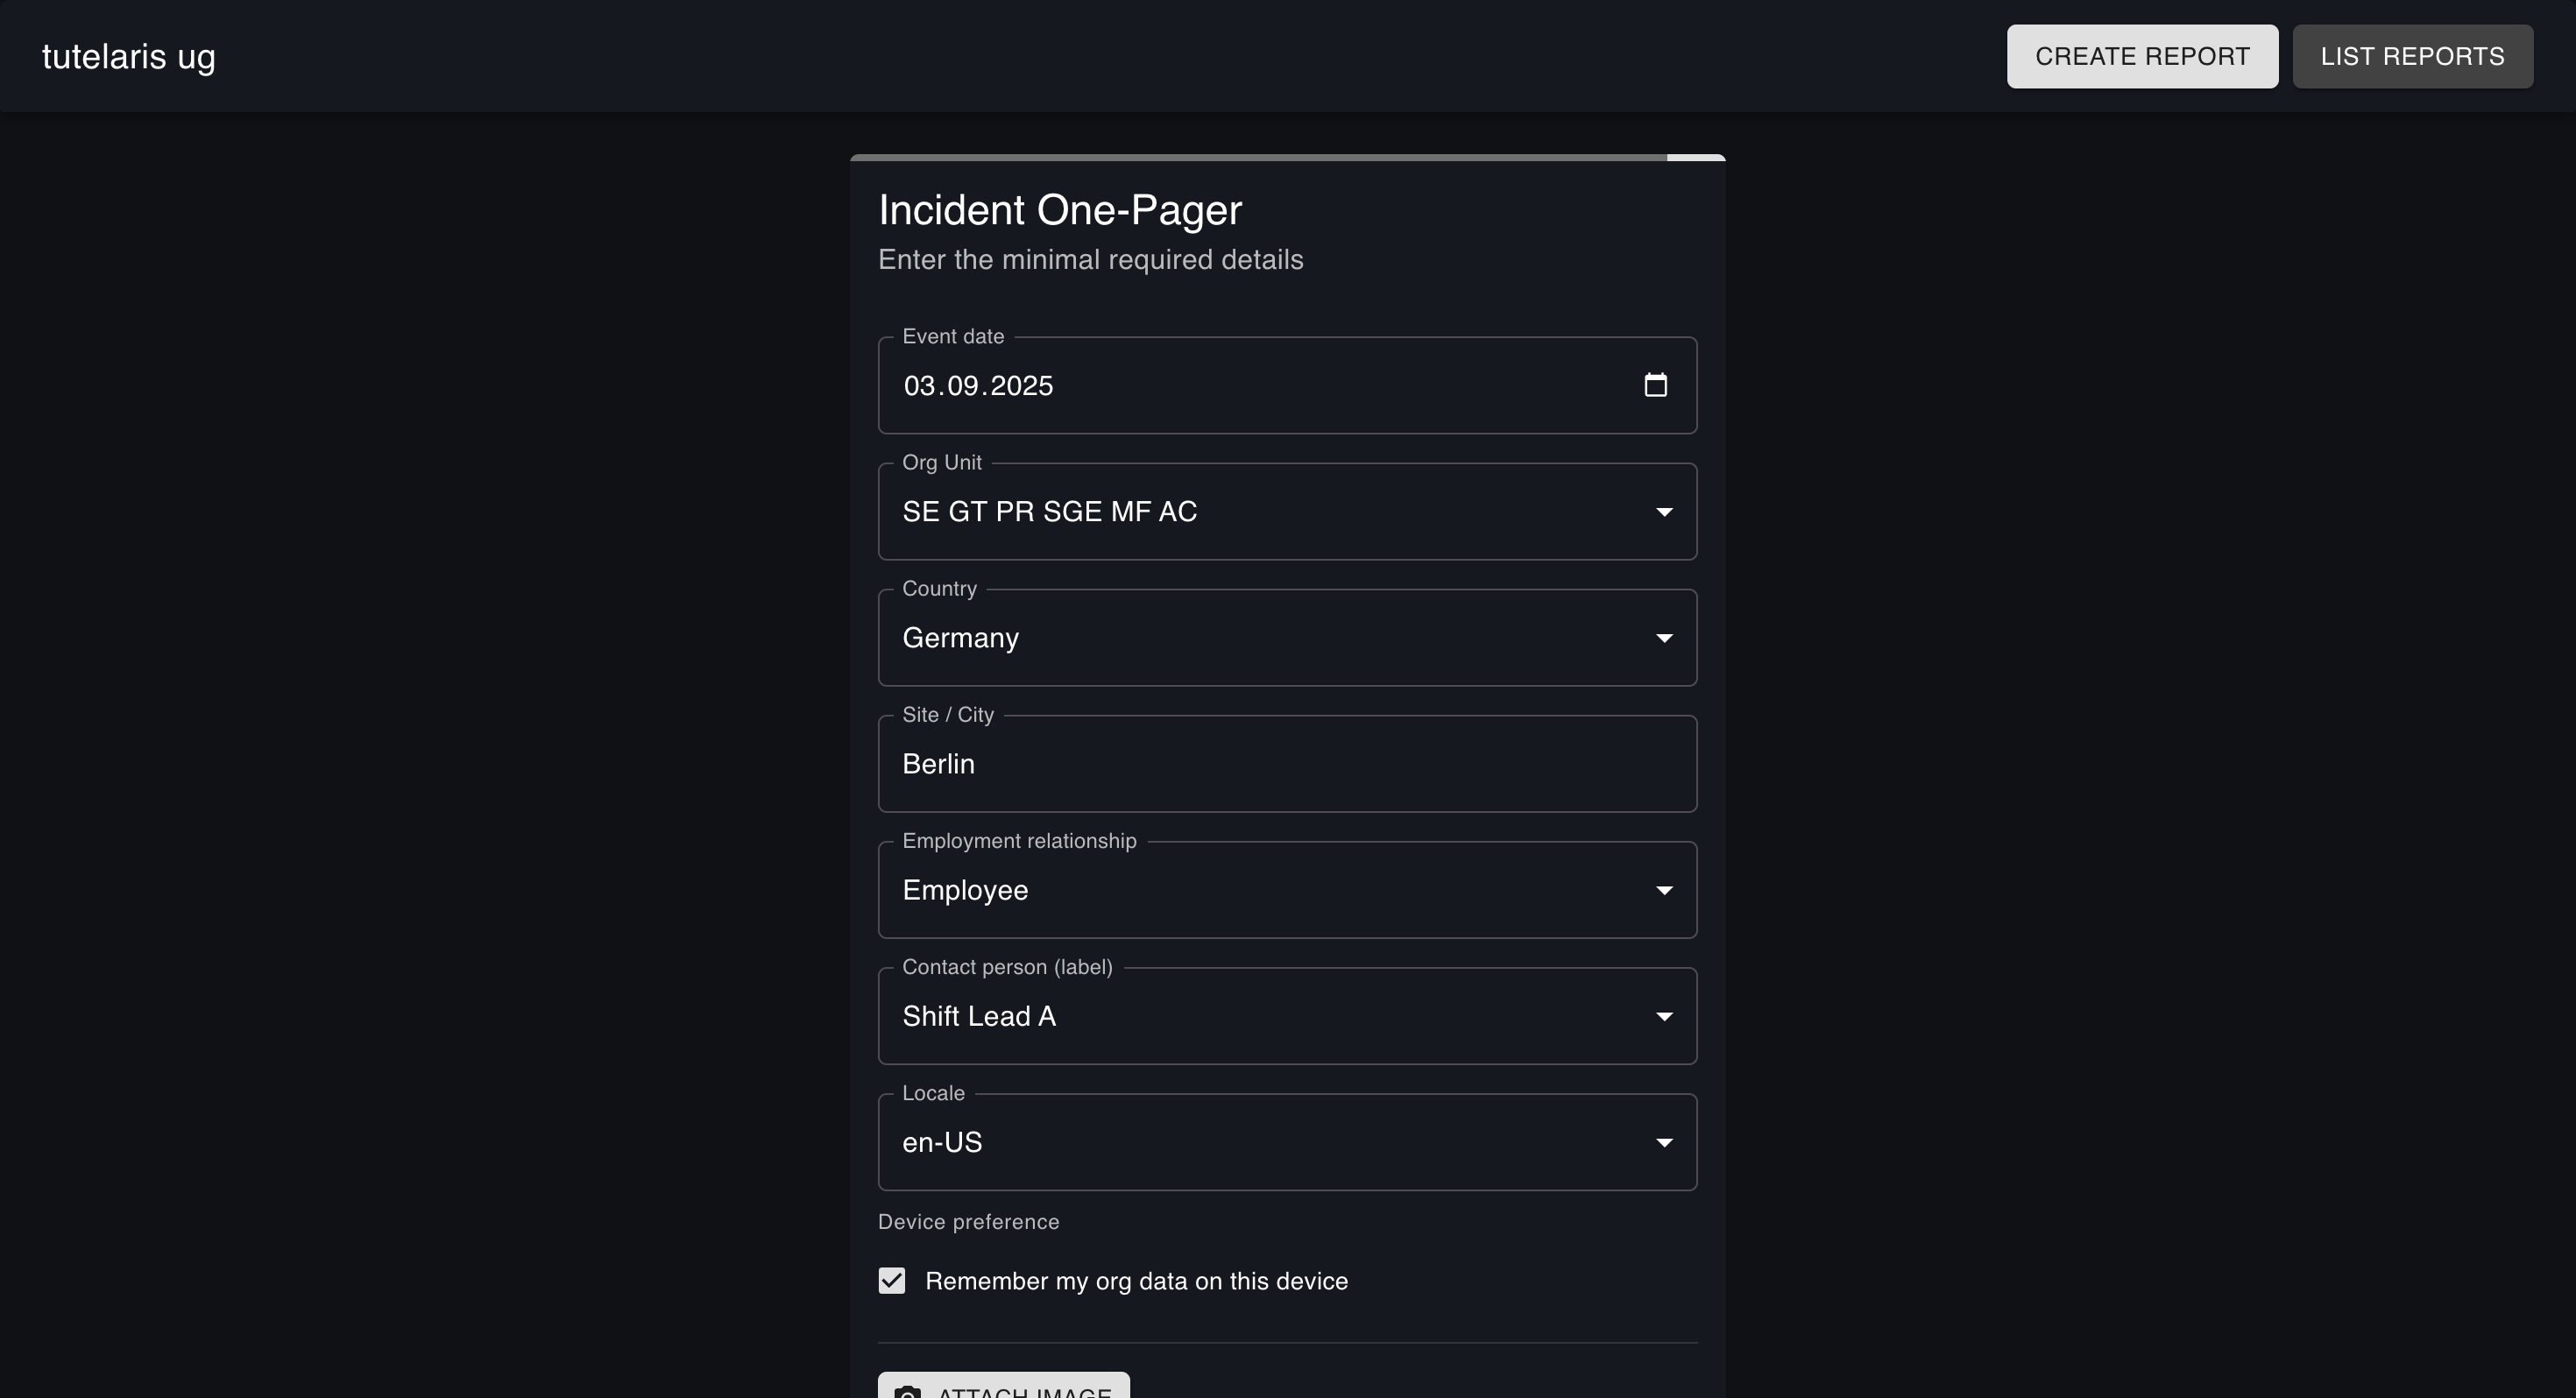 tutelaris ug
CREATE REPORT
LIST REPORTS
Incident One-Pager
Enter the minimal required details
Event date
03.09.2025
Org Unit
SE GT PR SGE MF AC
Country
Germany
Site / City
Berlin
Employment relationship
Employee
Contact person (label)
Shift Lead A
Locale
en-US
Device preference
Remember my org data on this device
ATTACH IMAGE